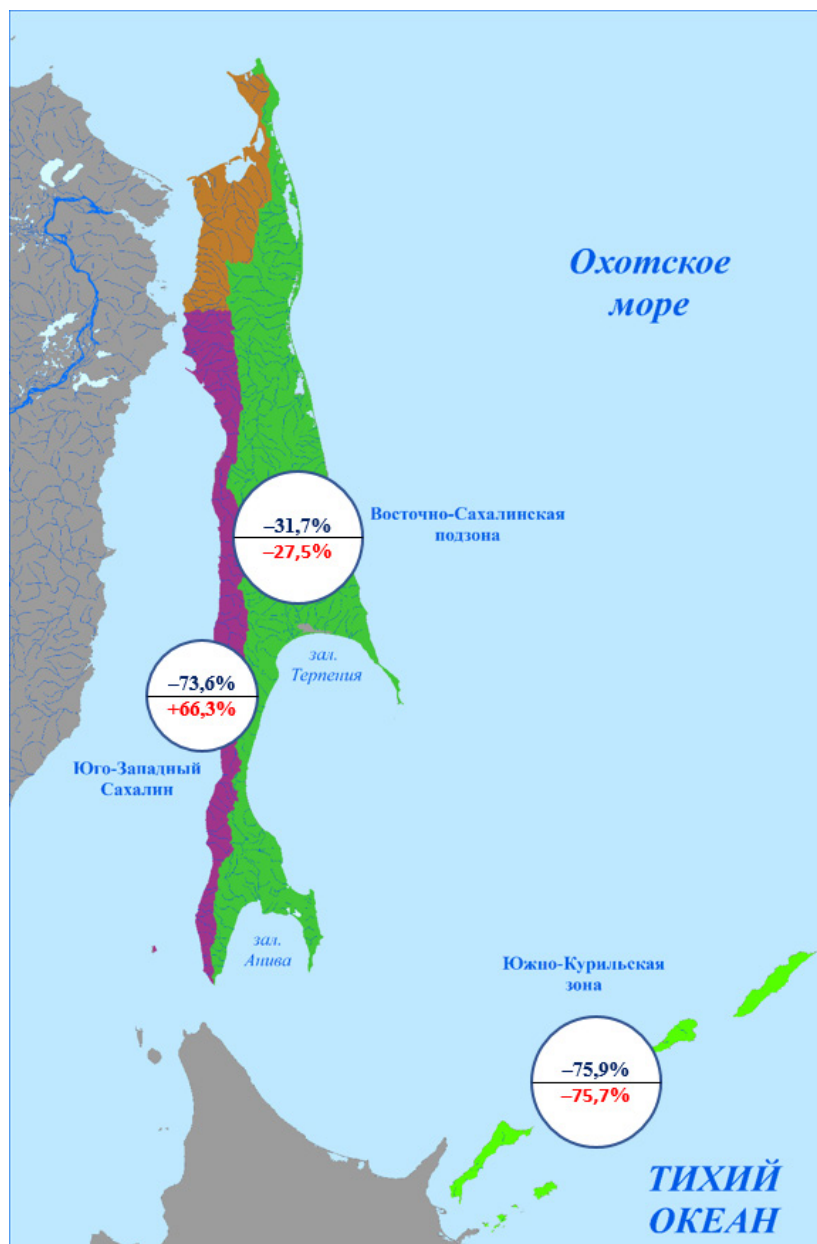 Охотское
море
–31,7%
–27,5%
Восточно-Сахалинская
подзона
зал.
Терпения
–73,6%
+66,3%
Юго-Западный
Сахалин
зал.
Анива
Южно-Курильская
зона
–75,9%
–75,7%
ТИХИЙ
ОКЕАН